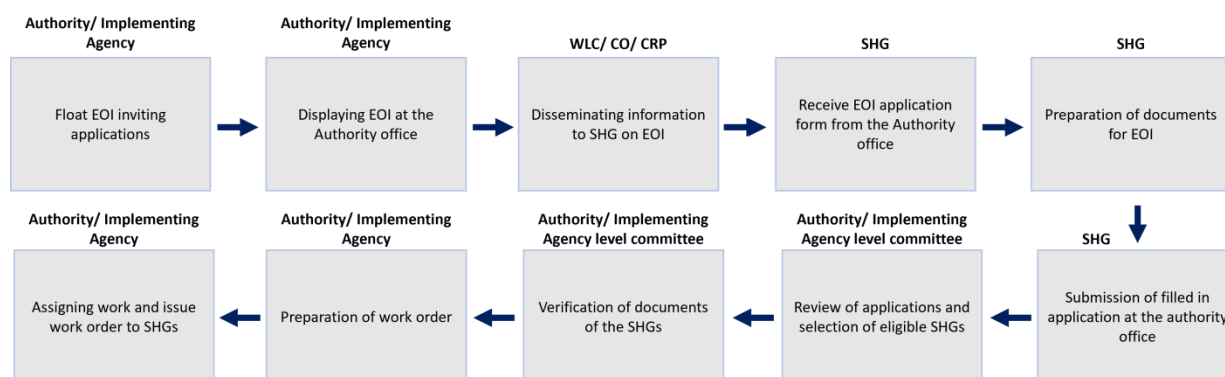 Authority/ Implementing
Agency
Float EOI inviting
applications
Authority/ Implementing
Agency
Displaying EOI at the
Authority office
WLC/ CO/ CRP
Disseminating information
to SHG on EOI
SHG
Receive EOI application
form from the Authority
office
SHG
Preparation of documents
for EOI
SHG
Submission of filled in
application at the authority
office
Authority/ Implementing
Agency level committee
Review of applications and
selection of eligible SHGs
Authority/ Implementing
Agency level committee
Verification of documents
of the SHGs
Authority/ Implementing
Agency
Preparation of work order
Authority/ Implementing
Agency
Assigning work and issue
work order to SHGs